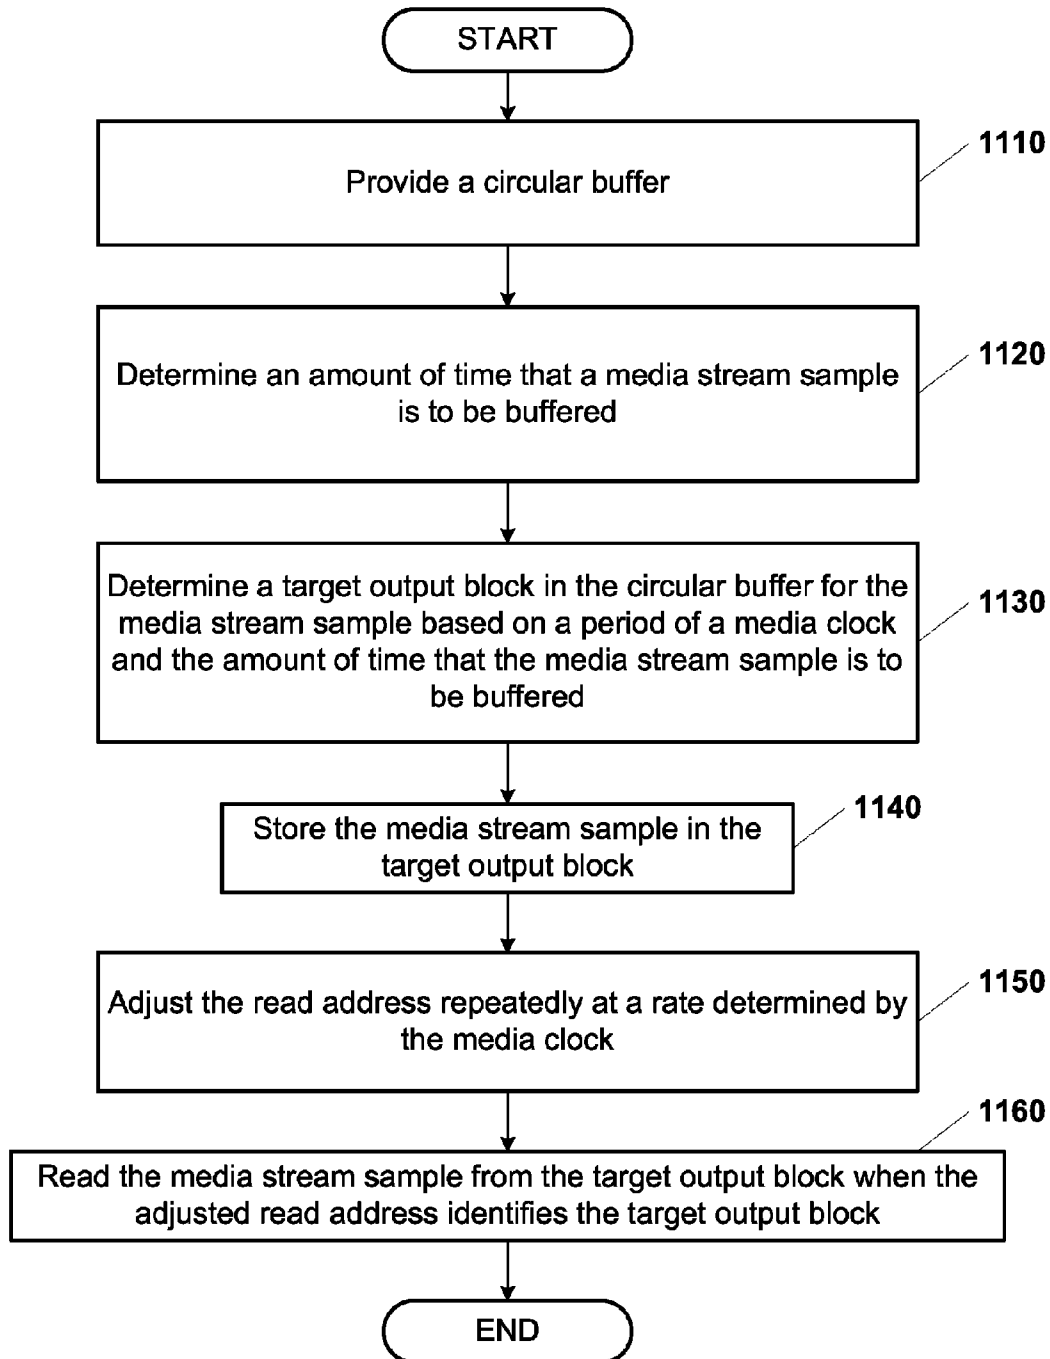 START
1110
Provide a circular buffer
1120
Determine an amount of time that a media stream sample
is to be buffered
1130
Determine a target output block in the circular buffer for the
media stream sample based on a period of a media clock
and the amount of time that the media stream sample is to
be buffered
1140
Store the media stream sample in the
target output block
1150
Adjust the read address repeatedly at a rate determined by
the media clock
1160
Read the media stream sample from the target output block when the
adjusted read address identifies the target output block
END